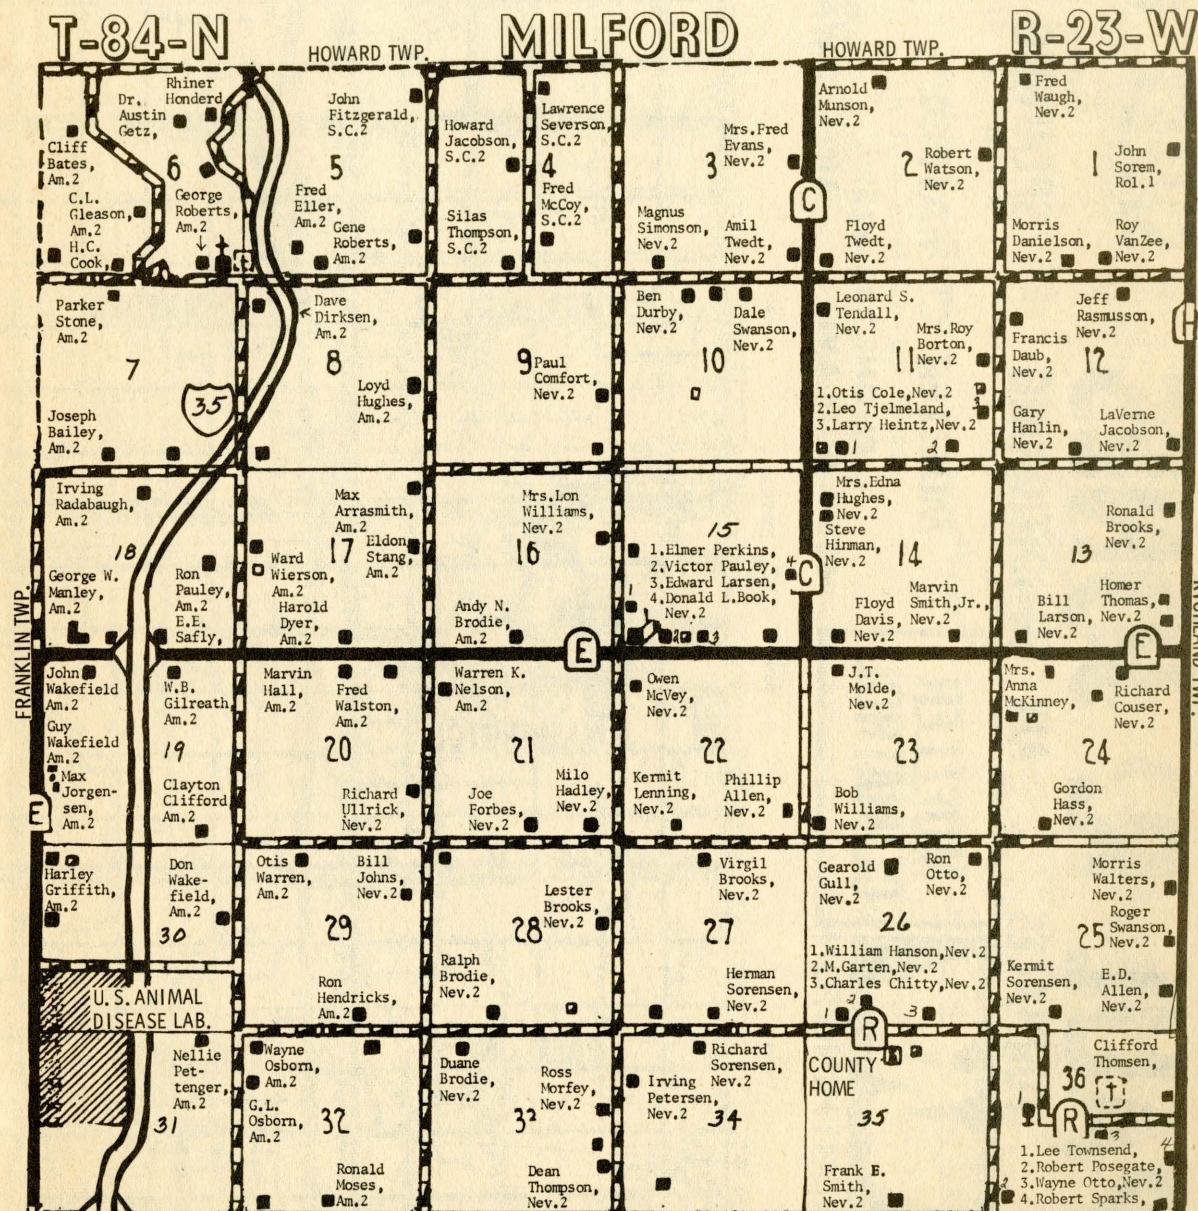 T-84-N
MILFORD
R-23-W
HOWARD TWP.
HOWARD TWP.
FRANKLIN TWP.
Rhiner
Honderd
Dr.
Austin
Getz,
Cliff
Bates,
Am.2
6
C.L.
Gleason,
Am.2
H.C.
Cook,
George
Roberts,
Am.2
John
Fitzgerald,
S.C.2
5
Fred
Eller,
Am.2
Gene
Roberts,
Am.2
Howard
Jacobson,
S.C.2
Silas
Thompson,
S.C.2
Lawrence
Severson,
S.C.2
4
Fred
McCoy,
S.C.2
Mrs.Fred
Evans,
Nev.2
3
Magnus
Simonson,
Nev.2
Amil
Twedt,
Nev.2
C
Arnold
Munson,
Nev.2
2
Robert
Watson,
Nev.2
Floyd
Twedt,
Nev.2
Fred
Waugh,
Nev.2
1
John
Sorem,
Rol.1
Morris
Danielson,
Nev.2
Roy
VanZee,
Nev.2
Parker
Stone,
Am.2
7
35
Joseph
Bailey,
Am.2
Dave
Dirksen,
Am.2
8
Loyd
Hughes,
Am.2
9
Paul
Comfort,
Nev.2
Ben
Durby,
Nev.2
Dale
Swanson,
Nev.2
10
Leonard S.
Tendall,
Nev.2
Mrs.Roy
Borton,
Nev.2
11
1.Otis Cole,Nev.2
2.Leo Tjelmeland,
3.Larry Heintz,Nev.2
3
1
2
Jeff
Rasmusson,
Nev.2
Francis
Daub,
Nev.2
12
H
Gary
Hanlin,
Nev.2
LaVerne
Jacobson,
Nev.2
Irving
Radabaugh,
Am.2
18
George W.
Manley,
Am.2
Ron
Pauley,
Am.2
E.E.
Safly,
Max
Arrasmith,
Am.2
17
Eldon
Stang,
Am.2
Ward
Wierson,
Am.2
Harold
Dyer,
Am.2
Mrs.Lon
Williams,
Nev.2
16
Andy N.
Brodie,
Am.2
E
15
1.Elmer Perkins,
2.Victor Pauley,
3.Edward Larsen,
4.Donald L.Book,
Nev.2
4
1
2
3
C
Mrs.Edna
Hughes,
Nev.2
Steve
Hinman,
Nev.2
14
Floyd
Davis,
Nev.2
Marvin
Smith,Jr.,
Nev.2
Ronald
Brooks,
Nev.2
13
Bill
Larson,
Nev.2
Homer
Thomas,
Nev.2
E
John
Wakefield
Am.2
Guy
Wakefield
Am.2
Max
Jorgen-
sen,
Am.2
E
W.B.
Gilreath,
Am.2
19
Clayton
Clifford,
Am.2
Marvin
Hall,
Am.2
Fred
Walston,
Am.2
20
Richard
Ullrick,
Nev.2
Warren K.
Nelson,
Am.2
21
Joe
Forbes,
Nev.2
Milo
Hadley,
Nev.2
Owen
McVey,
Nev.2
22
Kermit
Lenning,
Nev.2
Phillip
Allen,
Nev.2
J.T.
Molde,
Nev.2
23
Bob
Williams,
Nev.2
Mrs.
Anna
McKinney,
Richard
Couser,
Nev.2
24
Gordon
Hass,
Nev.2
Harley
Griffith,
Am.2
Don
Wake-
field,
Am.2
30
Otis
Warren,
Am.2
Bill
Johns,
Nev.2
29
Ron
Hendricks,
Am.2
Lester
Brooks,
Nev.2
28
Ralph
Brodie,
Nev.2
Virgil
Brooks,
Nev.2
27
Herman
Sorensen,
Nev.2
Gearold
Gull,
Nev.2
Ron
Otto,
Nev.2
26
1.William Hanson,Nev.2
2.M.Garten,Nev.2
3.Charles Chitty,Nev.2
1
2
3
R
Morris
Walters,
Nev.2
Roger
Swanson,
Nev.2
25
Kermit
Sorensen,
Nev.2
E.D.
Allen,
Nev.2
U.S.ANIMAL
DISEASE LAB.
Nellie
Pet-
tenger,
Am.2
31
Wayne
Osborn,
Am.2
G.L.
Osborn,
Am.2
32
Ronald
Moses,
Am.2
Duane
Brodie,
Nev.2
Ross
Morfey,
Nev.2
33
Dean
Thompson,
Nev.2
Richard
Sorensen,
Nev.2
Irving
Petersen,
Nev.2
34
COUNTY
HOME
35
Frank E.
Smith,
Nev.2
Clifford
Thomsen,
36
R
1
3
4
2
1.Lee Townsend,
2.Robert Posegate,
3.Wayne Otto,Nev.2
4.Robert Sparks,